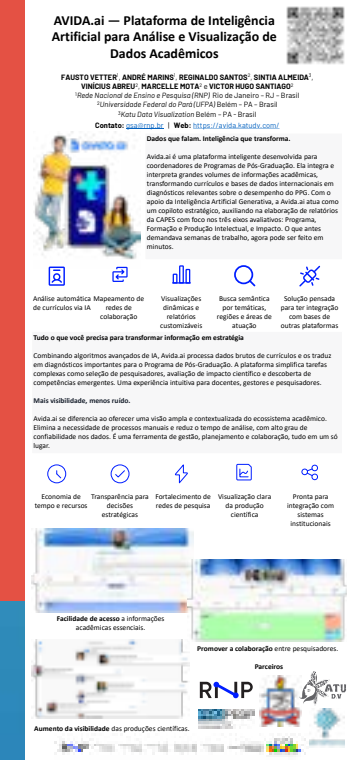 AVIDA.ai — Plataforma de Inteligência
Artificial para Análise e Visualização de
Dados Acadêmicos
FAUSTO VETTER¹, ANDRÉ MARINS¹, REGINALDO SANTOS², SINTIA ALMEIDA³,
VINÍCIUS ABREU², MARCELLE MOTA² e VICTOR HUGO SANTIAGO²
¹Rede Nacional de Ensino e Pesquisa (RNP) Rio de Janeiro – RJ – Brasil
²Universidade Federal do Pará (UFPA) Belém – PA – Brasil
³Katu Data Visualization Belém – PA – Brasil
Contato: gsa@rnp.br | Web: https://avida.katudv.com/
Dados que falam. Inteligência que transforma.
Avida.ai é uma plataforma inteligente desenvolvida para
coordenadores de Programas de Pós-Graduação. Ela integra e
interpreta grandes volumes de informações acadêmicas,
transformando currículos e bases de dados internacionais em
diagnósticos relevantes sobre o desempenho do PPG. Com o
apoio da Inteligência Artificial Generativa, a Avida.ai atua como
um copiloto estratégico, auxiliando na elaboração de relatórios
da CAPES com foco nos três eixos avaliativos: Programa,
Formação e Produção Intelectual, e Impacto. O que antes
demandava semanas de trabalho, agora pode ser feito em
minutos.
Análise automática
de currículos via IA
Mapeamento de
redes de
colaboração
Visualizações
dinâmicas e
relatórios
customizáveis
Busca semântica
por temáticas,
regiões e áreas de
atuação
Solução pensada
para ter integração
com bases de
outras plataformas
Tudo o que você precisa para transformar informação em estratégia
Combinando algoritmos avançados de IA, Avida.ai processa dados brutos de currículos e os traduz
em diagnósticos importantes para o Programa de Pós-Graduação. A plataforma simplifica tarefas
complexas como seleção de pesquisadores, avaliação de impacto científico e descoberta de
competências emergentes. Uma experiência intuitiva para docentes, gestores e pesquisadores.
Mais visibilidade, menos ruído.
Avida.ai se diferencia ao oferecer uma visão ampla e contextualizada do ecossistema acadêmico.
Elimina a necessidade de processos manuais e reduz o tempo de análise, com alto grau de
confiabilidade nos dados. É uma ferramenta de gestão, planejamento e colaboração, tudo em um só
lugar.
Economia de
tempo e recursos
Transparência para
decisões
estratégicas
Fortalecimento de
redes de pesquisa
Visualização clara
da produção
científica
Pronta para
integração com
sistemas
institucionais
Facilidade de acesso a informações
acadêmicas essenciais.
Promover a colaboração entre pesquisadores.
Aumento da visibilidade das produções científicas.
Parceiros
RNP
KATU
DV